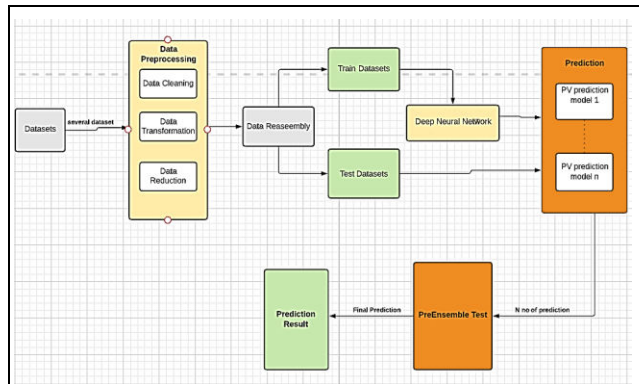 Data
Preprocessing
Data Cleaning
Data
Transformation
Data
Reduction
Datasets
several dataset
Data Reasembly
Train Datasets
Test Datasets
Deep Neural Network
Prediction
PV prediction
model 1
PV prediction
model n
N no of prediction
PreEnsemble Test
Final Prediction
Prediction
Result